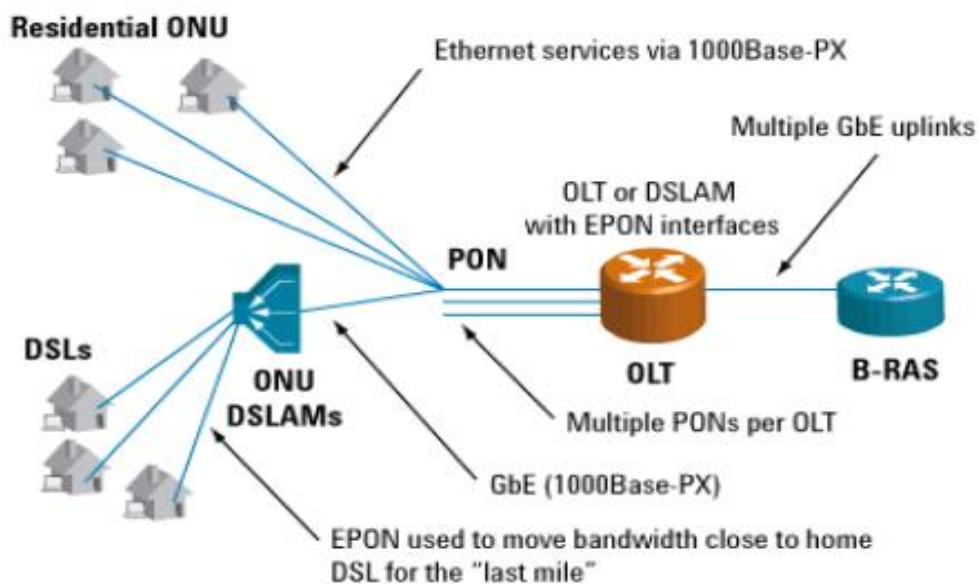 Residential ONU
Ethernet services via 1000Base-PX
Multiple GbE uplinks
OLT or DSLAM
with EPON interfaces
PON
DSLs
ONU
DSLAMs
OLT
B-RAS
Multiple PONs per OLT
GbE (1000Base-PX)
EPON used to move bandwidth close to home
DSL for the "last mile"